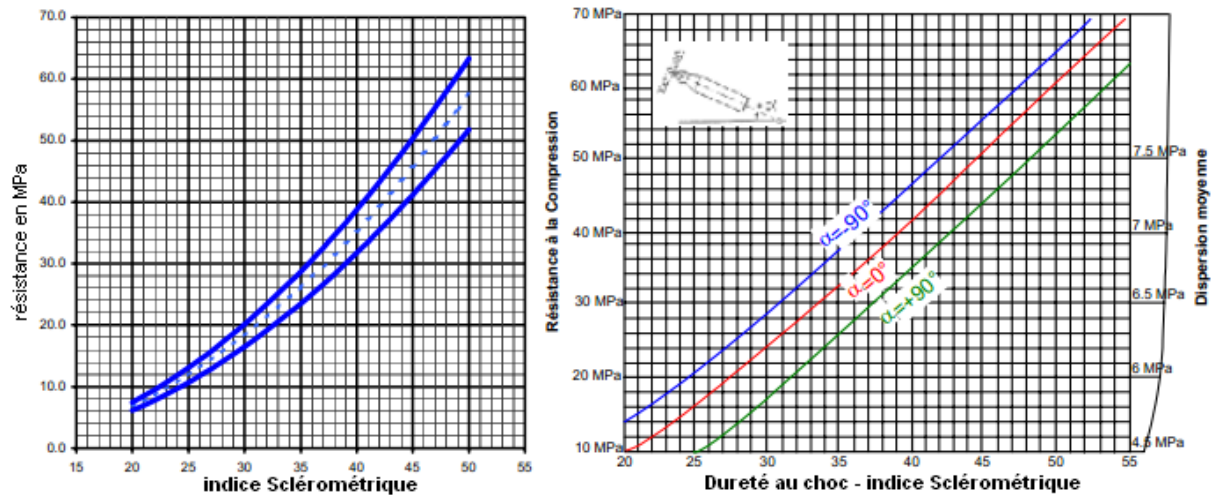 70.0
60.0
50.0
40.0
30.0
20.0
10.0
0.0
résistance en MPa
15 20 25 30 35 40 45 50 55
indice Sclérométrique
70 MPa
60 MPa
50 MPa
40 MPa
30 MPa
20 MPa
10 MPa
Résistance à la Compression
α=-90°
α=0°
α=+90°
7.5 MPa
7 MPa
6.5 MPa
6 MPa
4.5 MPa
Dispersion moyenne
20 25 30 35 40 45 50 55
Dureté au choc - indice Sclérométrique